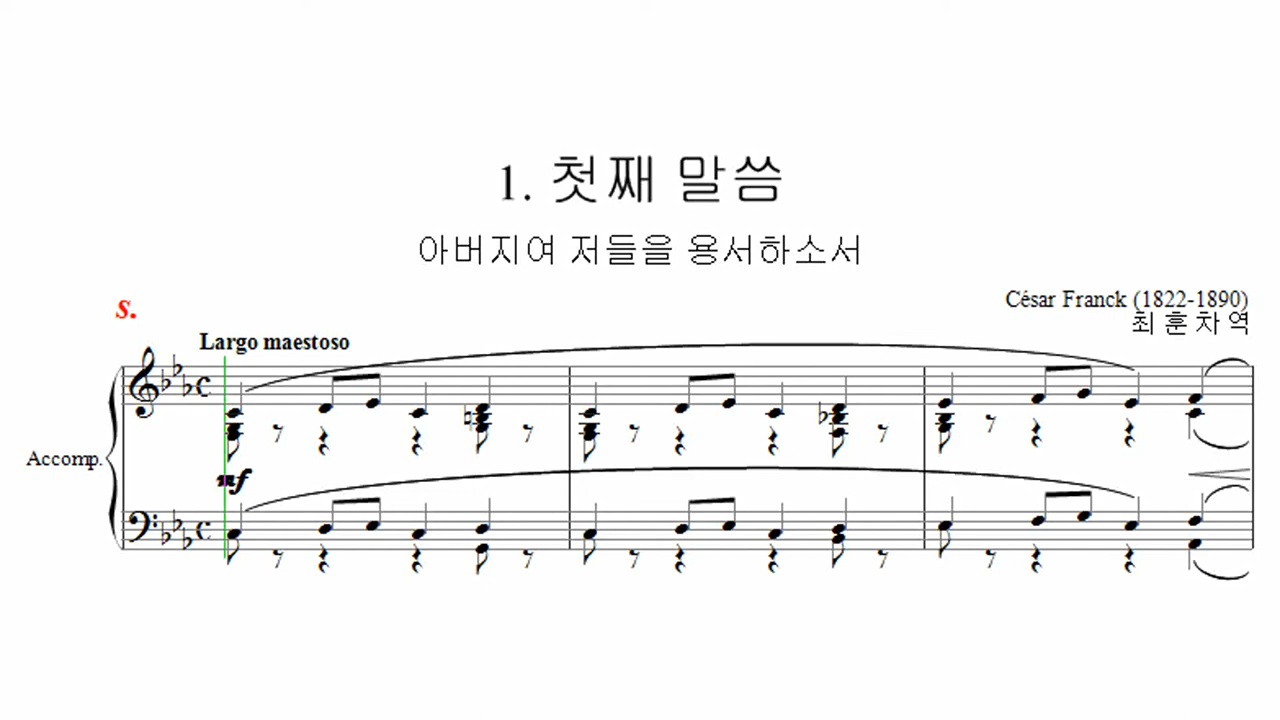 1. 첫째 말씀
아버지여 저들을 용서하소서
César Franck (1822-1890)
최 훈 차 역
s.
Largo maestoso
Accomp.
mf